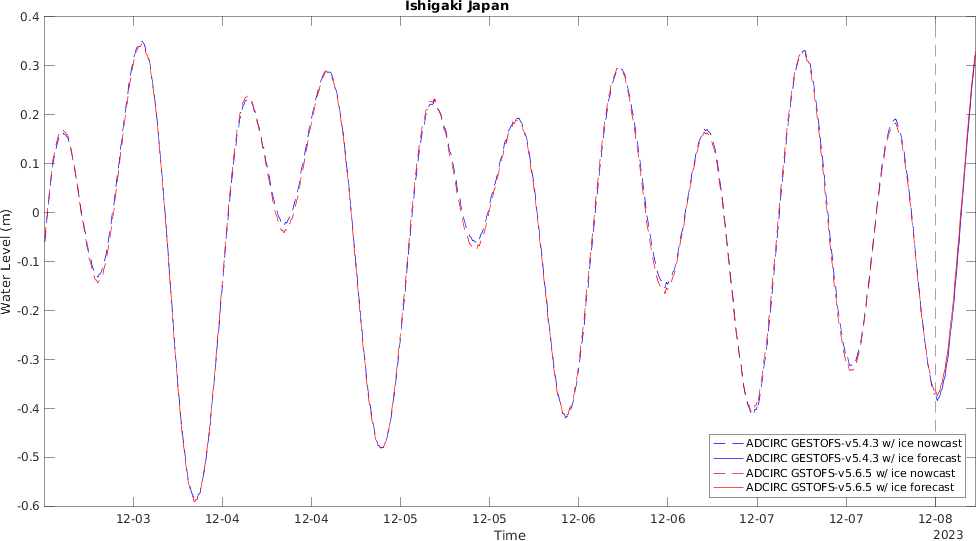 Ishigaki Japan
Water Level (m)
0.4
0.3
0.2
0.1
0
-0.1
-0.2
-0.3
-0.4
-0.5
-0.6
ADCIRC GESTOFS-v5.4.3 w/ ice nowcast
ADCIRC GESTOFS-v5.4.3 w/ ice forecast
ADCIRC GSTOFS-v5.6.5 w/ ice nowcast
ADCIRC GSTOFS-v5.6.5 w/ ice forecast
12-03 12-04 12-04 12-05 12-05 12-06 12-06 12-07 12-07 12-08
Time 2023